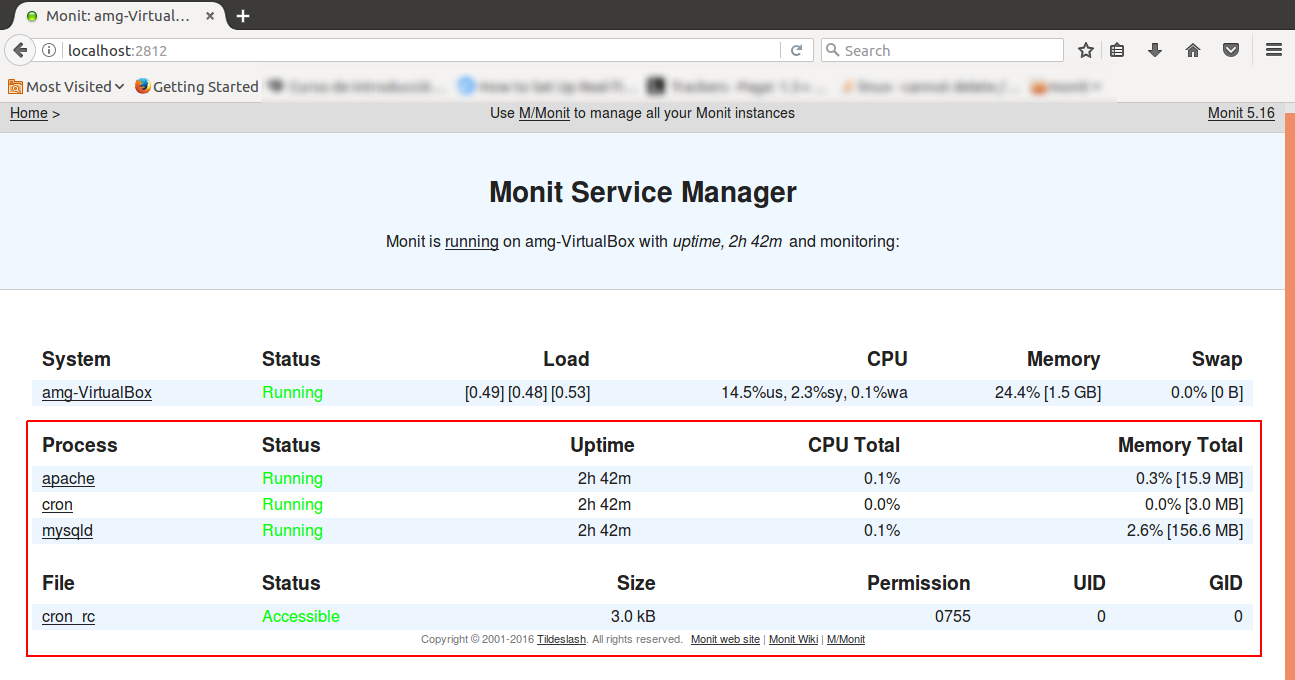 Monit: amg-Virtual...
localhost:2812
Search
Most Visited Getting Started
Home > Use M/Monit to manage all your Monit instances Monit 5.16
Monit Service Manager
Monit is running on amg-VirtualBox with uptime, 2h 42m and monitoring:
System Status Load CPU Memory Swap
amg-VirtualBox Running [0.49] [0.48] [0.53] 14.5%us, 2.3%sy, 0.1%wa 24.4% [1.5 GB] 0.0% [0 B]
Process Status Uptime CPU Total Memory Total
apache Running 2h 42m 0.1% 0.3% [15.9 MB]
cron Running 2h 42m 0.0% 0.0% [3.0 MB]
mysqld Running 2h 42m 0.1% 2.6% [156.6 MB]
File Status Size Permission UID GID
cron_rc Accessible 3.0 kB 0755 0 0
Copyright © 2001-2016 Tildeslash. All rights reserved. Monit web site | Monit Wiki | M/Monit